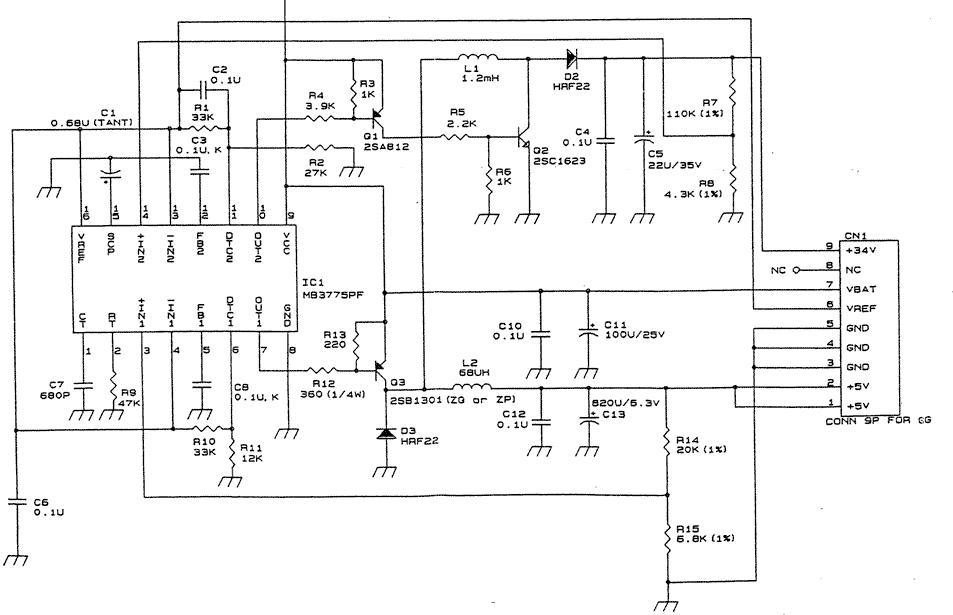 C2
0.1U
R1
33K
C1
0.68U (TANT)
C3
0.1U, K
R4
3.9K
R3
1K
Q1
2SA812
R2
27K
L1
1.2mH
D2
HRF22
R5
2.2K
Q2
2SC1623
R6
1K
C4
0.1U
C5
22U/35V
R7
110K (1%)
R8
4.3K (1%)
16 15 14 13 12 11 10 9
VREF SCP +IN2 -IN2 FB2 DTC2 OUT2 VCC
IC1
MB3775PF
CT RT +IN1 -IN1 FB1 DTC1 OUT1 GND
1 2 3 4 5 6 7 8
CN1
9 +34V
NC 8 NC
7 VBAT
6 VREF
5 GND
4 GND
3 GND
2 +5V
1 +5V
CONN 9P FOR GG
R13
220
C10
0.1U
C11
100U/25V
R12
360 (1/4W)
Q3
2SB1301 (ZG or ZP)
L2
68UH
C7
680P
R9
47K
C8
0.1U, K
C12
0.1U
820U/6.3V
C13
D3
HRF22
R10
33K
R11
12K
R14
20K (1%)
C6
0.1U
R15
6.8K (1%)